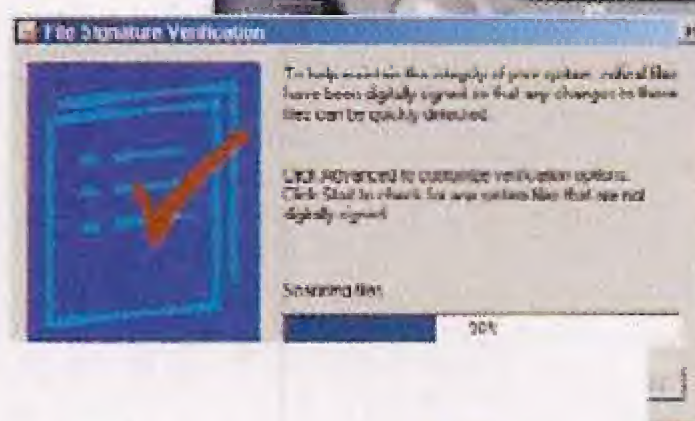 File Signature Verification
To help maintain the integrity of your system, critical files
have been digitally signed so that any changes to these
files can be quickly detected.
Click Advanced to customize verification options.
Click Start to check for any system files that are not
digitally signed.
Scanning files